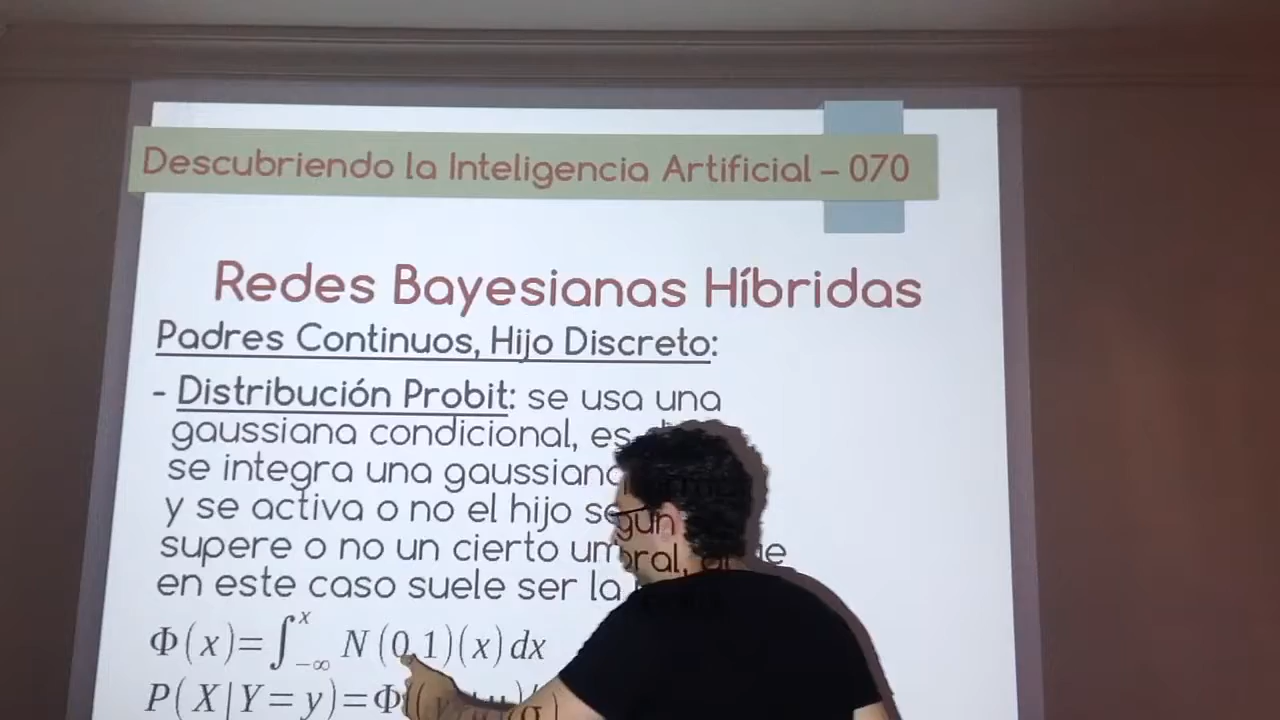 Descubriendo la Inteligencia Artificial – 070
Redes Bayesianas Híbridas
Padres Continuos, Hijo Discreto:
- Distribución Probit: se usa una
gaussiana condicional, es
se integra una gaussiana
y se activa o no el hijo según
supere o no un cierto umbral,
en este caso suele ser la
Φ(x)=∫₋∞ˣ N(0,1)(x)dx
P(X|Y=y)=Φ((y